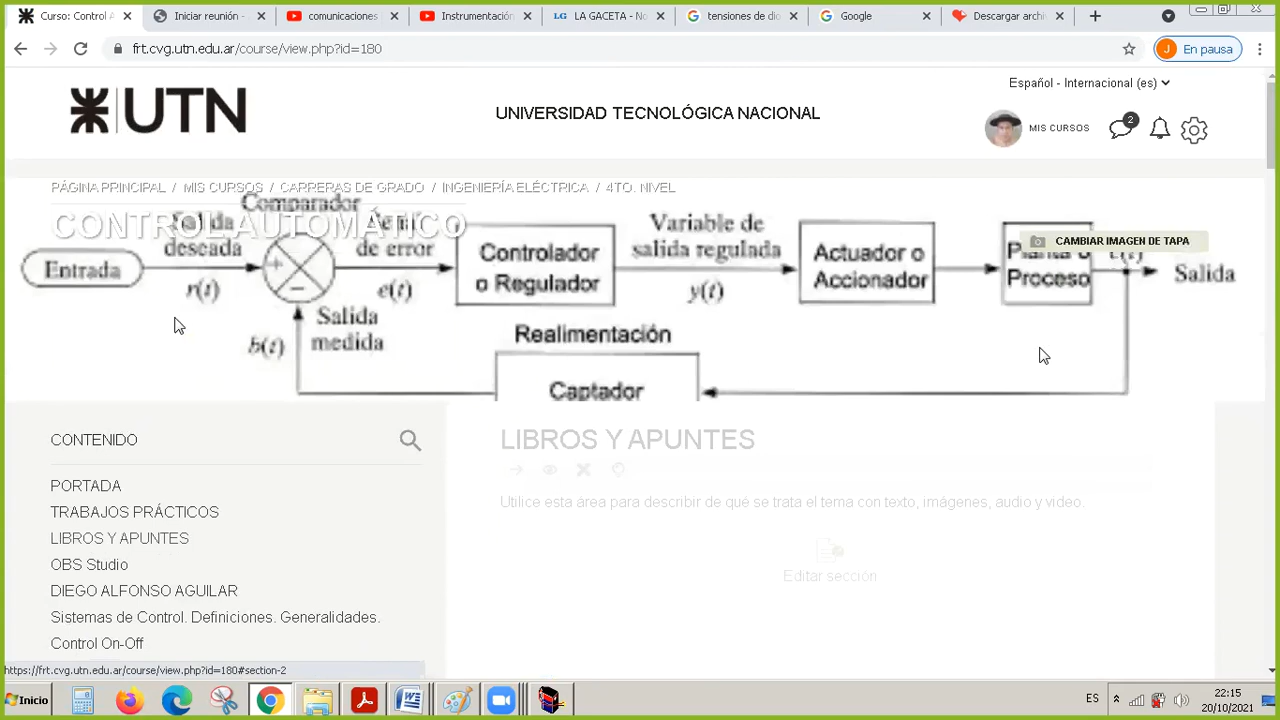 Curso: Control A
Iniciar reunión -
comunicaciones
Instrumentación
LA GACETA - No
tensiones de dio
Google
Descargar archi
frt.cvg.utn.edu.ar/course/view.php?id=180
J
En pausa
Español - Internacional (es)
UTN
UNIVERSIDAD TECNOLÓGICA NACIONAL
MIS CURSOS
2
PÁGINA PRINCIPAL / MIS CURSOS / CARRERAS DE GRADO / INGENIERÍA ELÉCTRICA / 4TO. NIVEL
CONTROL AUTOMÁTICO
Comparador
Salida
deseada
r(t)
Entrada
de error
e(t)
Controlador
o Regulador
Variable de
salida regulada
y(t)
Actuador o
Accionador
CAMBIAR IMAGEN DE TAPA
Proceso
Salida
b(t)
Salida
medida
Realimentación
Captador
CONTENIDO
PORTADA
TRABAJOS PRÁCTICOS
LIBROS Y APUNTES
OBS Studio
DIEGO ALFONSO AGUILAR
Sistemas de Control. Definiciones. Generalidades.
Control On-Off
LIBROS Y APUNTES
Utilice esta área para describir de qué se trata el tema con texto, imágenes, audio y video.
Editar sección
https://frt.cvg.utn.edu.ar/course/view.php?id=180#section-2
Inicio
ES
22:15
20/10/2021